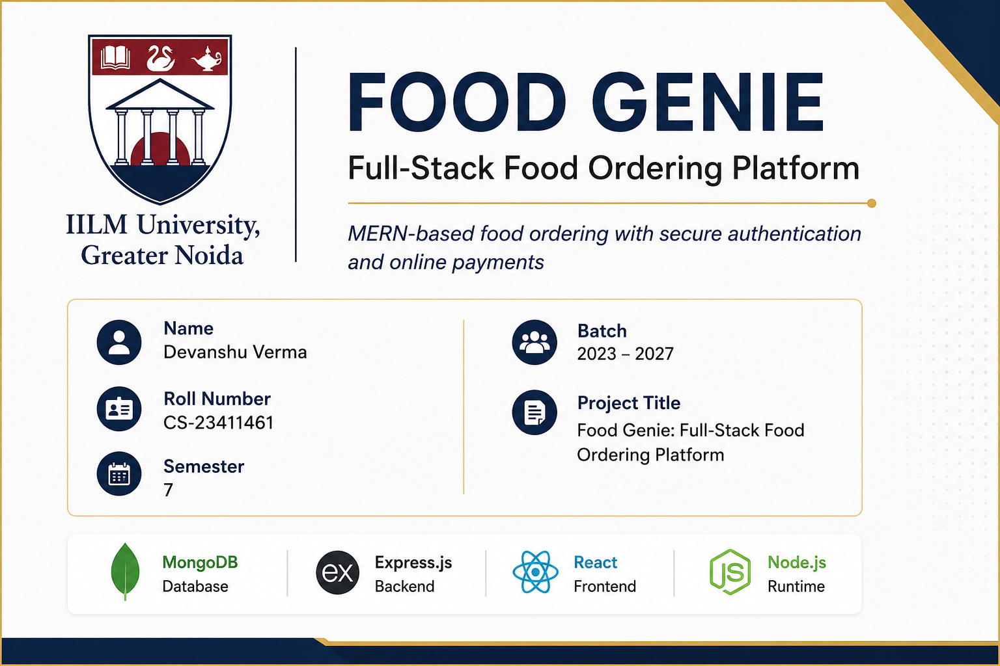 IILM University,
Greater Noida
FOOD GENIE
Full-Stack Food Ordering Platform
MERN-based food ordering with secure authentication
and online payments
Name
Devanshu Verma
Roll Number
CS-23411461
Semester
7
Batch
2023 – 2027
Project Title
Food Genie: Full-Stack Food
Ordering Platform
MongoDB
Database
ex
Express.js
Backend
React
Frontend
JS
Node.js
Runtime